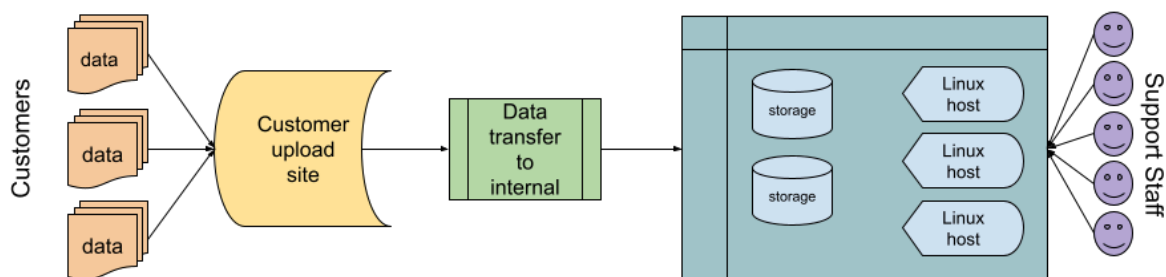 Customers
data
data
data
Customer
upload
site
Data
transfer
to
internal
storage
storage
Linux
host
Linux
host
Linux
host
Support Staff